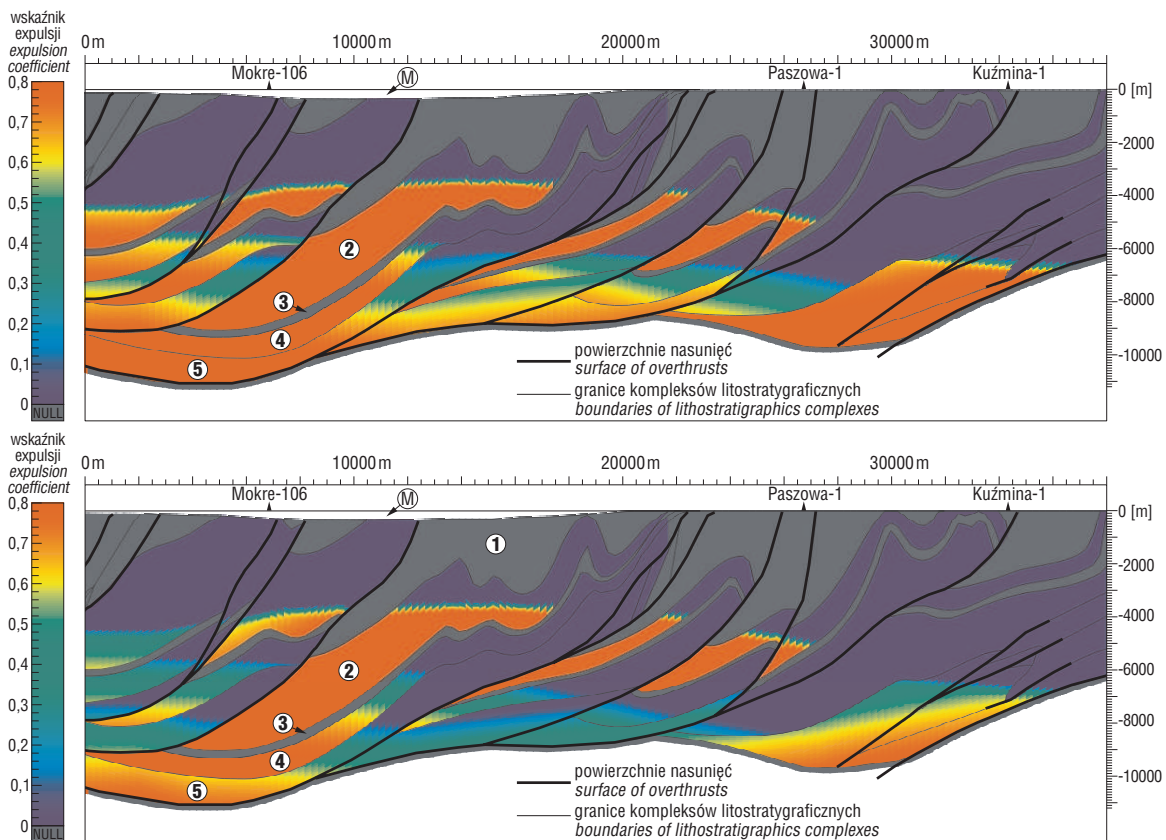 wskaźnik
expulsji
expulsion
coefficient
0 m 10000 m 20000 m 30000 m
Mokre-106 M Paszowa-1 Kuźmina-1
0,8
0,7
0,6
0,5
0,4
0,3
0,2
0,1
0
NULL
0 [m]
-2000
-4000
-6000
-8000
-10000
2
3
4
5
powierzchnie nasunięć
surface of overthrusts
granice kompleksów litostratygraficznych
boundaries of lithostratigraphics complexes
wskaźnik
expulsji
expulsion
coefficient
0 m 10000 m 20000 m 30000 m
Mokre-106 M Paszowa-1 Kuźmina-1
0,8
0,7
0,6
0,5
0,4
0,3
0,2
0,1
0
NULL
0 [m]
-2000
-4000
-6000
-8000
-10000
1
2
3
4
5
powierzchnie nasunięć
surface of overthrusts
granice kompleksów litostratygraficznych
boundaries of lithostratigraphics complexes